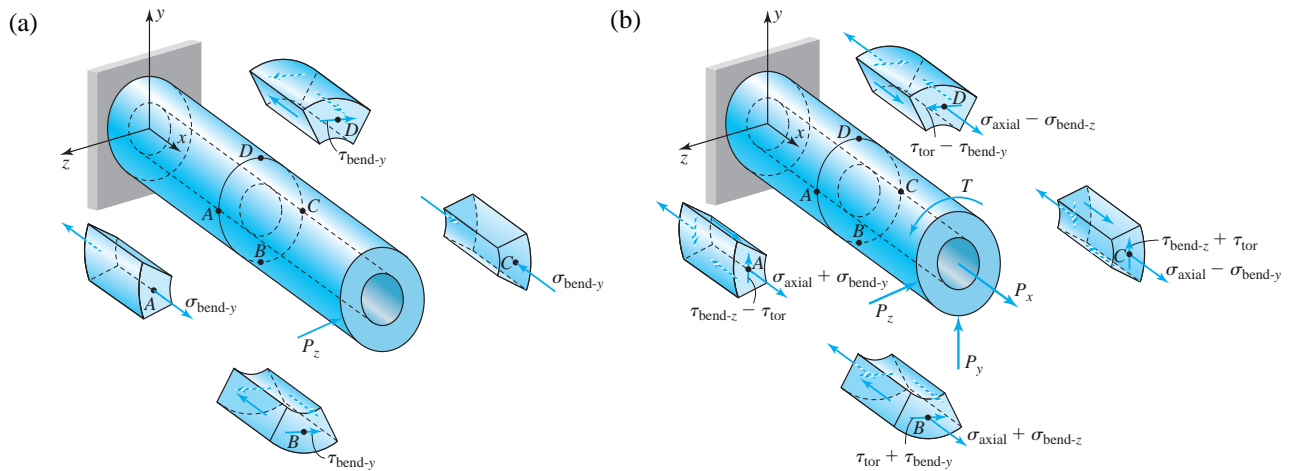 (a)
y
z
x
D
A
C
B
D
τbend-y
A
σbend-y
C
σbend-y
B
τbend-y
Pz
(b)
y
z
x
D
A
C
B
T
D
σaxial − σbend-z
τtor − τbend-y
A
σaxial + σbend-y
τbend-z − τtor
C
τbend-z + τtor
σaxial − σbend-y
Pz
Px
Py
B
σaxial + σbend-z
τtor + τbend-y